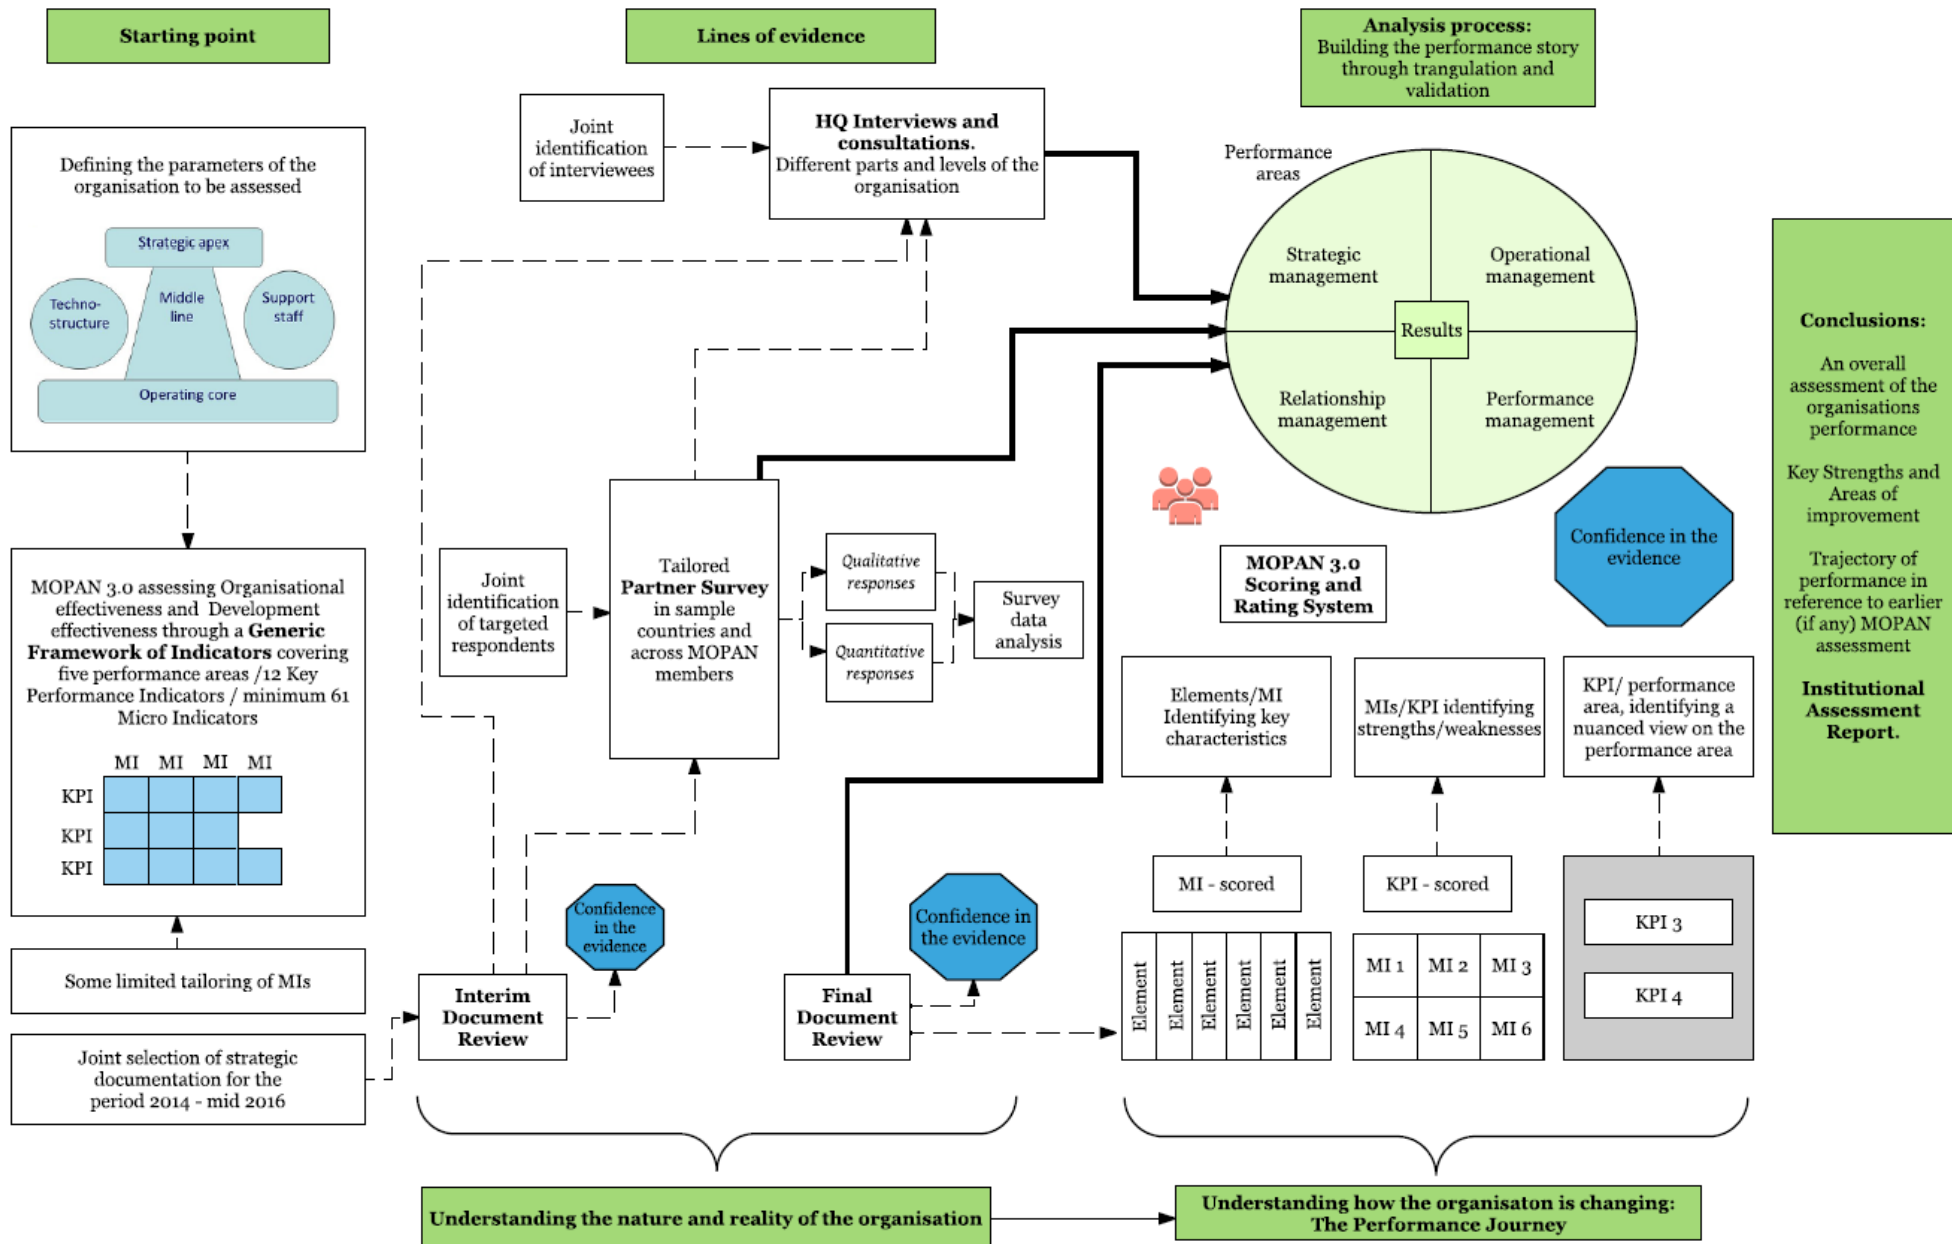 Starting point
Defining the parameters of the
organisation to be assessed
Strategic apex
Techno-
structure
Middle
line
Support
staff
Operating core
MOPAN 3.0 assessing Organisational
effectiveness and Development
effectiveness through a Generic
Framework of Indicators covering
five performance areas /12 Key
Performance Indicators / minimum 61
Micro Indicators
MI MI MI MI
KPI
KPI
KPI
Some limited tailoring of MIs
Joint selection of strategic
documentation for the
period 2014 - mid 2016
Lines of evidence
Joint
identification
of interviewees
HQ Interviews and
consultations.
Different parts and levels of the
organisation
Joint
identification
of targeted
respondents
Tailored
Partner Survey
in sample
countries and
across MOPAN
members
Qualitative
responses
Quantitative
responses
Survey
data
analysis
Confidence
in the
evidence
Interim
Document
Review
Confidence in
the evidence
Final
Document
Review
Understanding the nature and reality of the organisation
Analysis process:
Building the performance story
through trangulation and
validation
Performance
areas
Strategic
management
Operational
management
Results
Relationship
management
Performance
management
MOPAN 3.0
Scoring and
Rating System
Confidence in the
evidence
Elements/MI
Identifying key
characteristics
MIs/KPI identifying
strengths/weaknesses
KPI/ performance
area, identifying a
nuanced view on the
performance area
MI - scored
KPI - scored
Element
Element
Element
Element
Element
Element
MI 1 MI 2 MI 3
MI 4 MI 5 MI 6
KPI 3
KPI 4
Understanding how the organisaton is changing:
The Performance Journey
Conclusions:
An overall
assessment of the
organisations
performance
Key Strengths and
Areas of
improvement
Trajectory of
performance in
reference to earlier
(if any) MOPAN
assessment
Institutional
Assessment
Report.